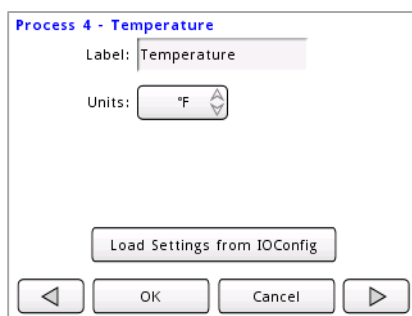 Process 4 - Temperature
Label: Temperature
Units: °F
Load Settings from IOConfig
OK Cancel